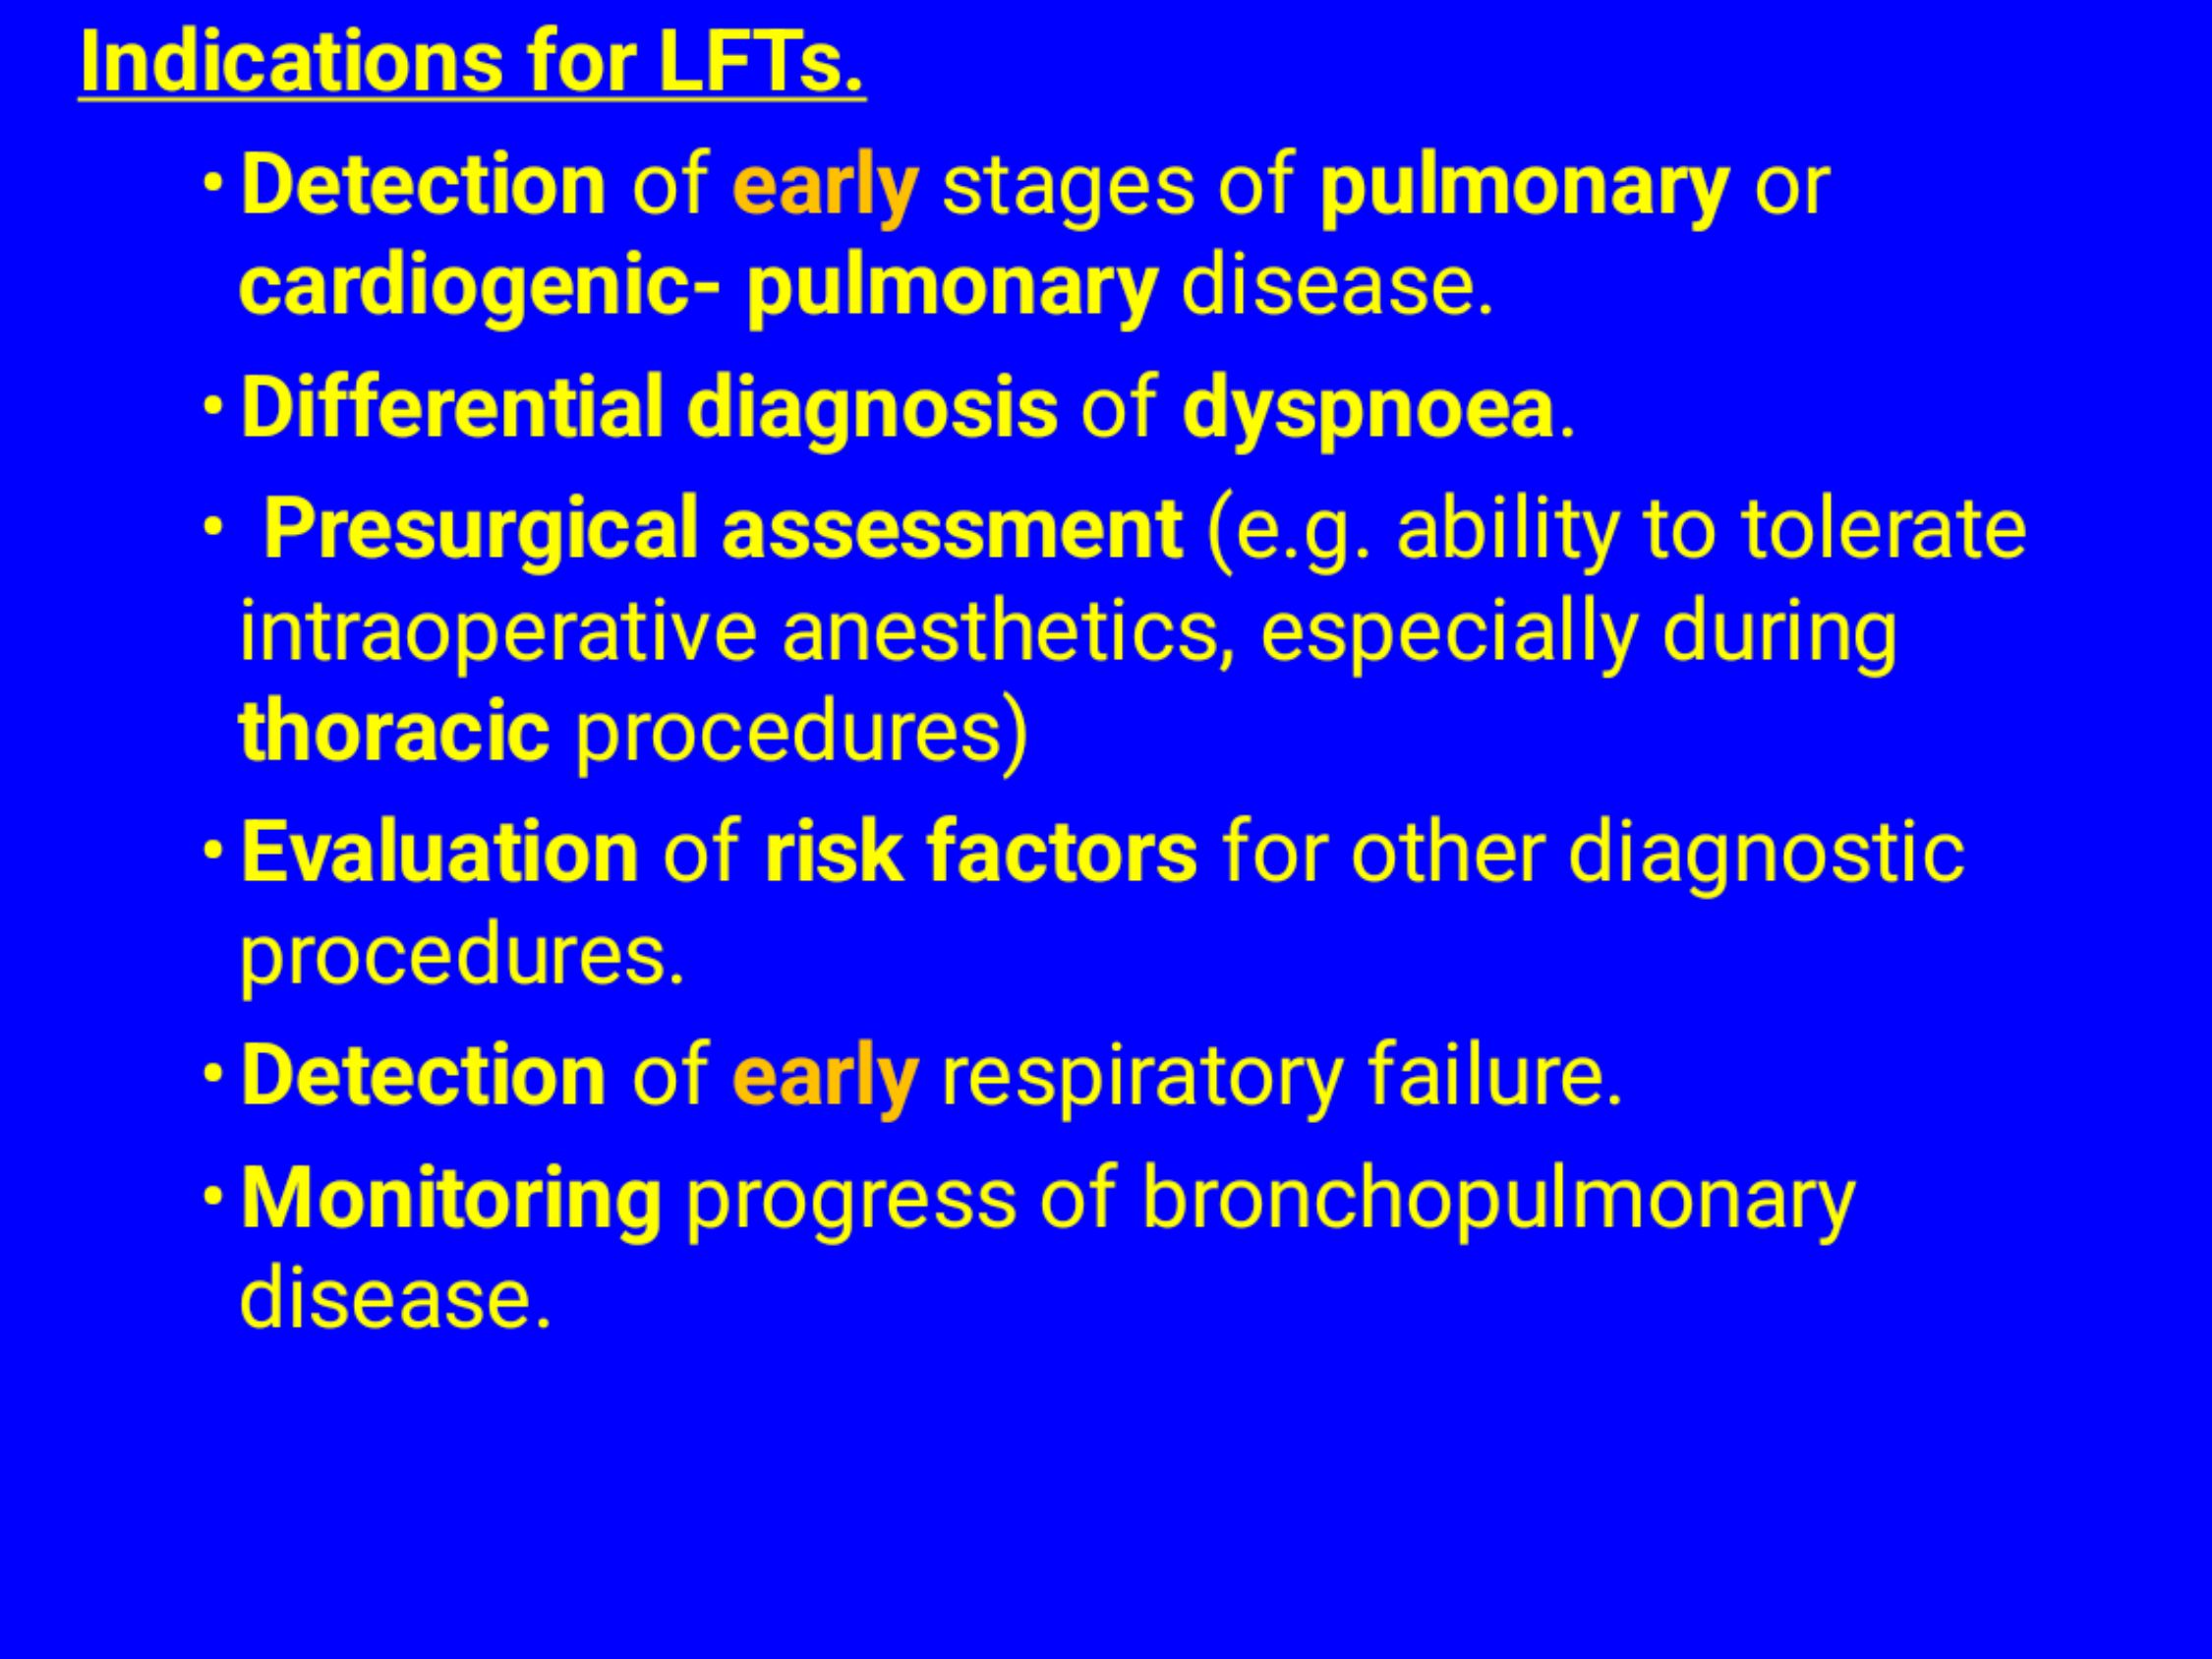 Indications for LFTs.
• Detection of early stages of pulmonary or
cardiogenic- pulmonary disease.
• Differential diagnosis of dyspnoea.
• Presurgical assessment (e.g. ability to tolerate
intraoperative anesthetics, especially during
thoracic procedures)
• Evaluation of risk factors for other diagnostic
procedures.
• Detection of early respiratory failure.
• Monitoring progress of bronchopulmonary
disease.